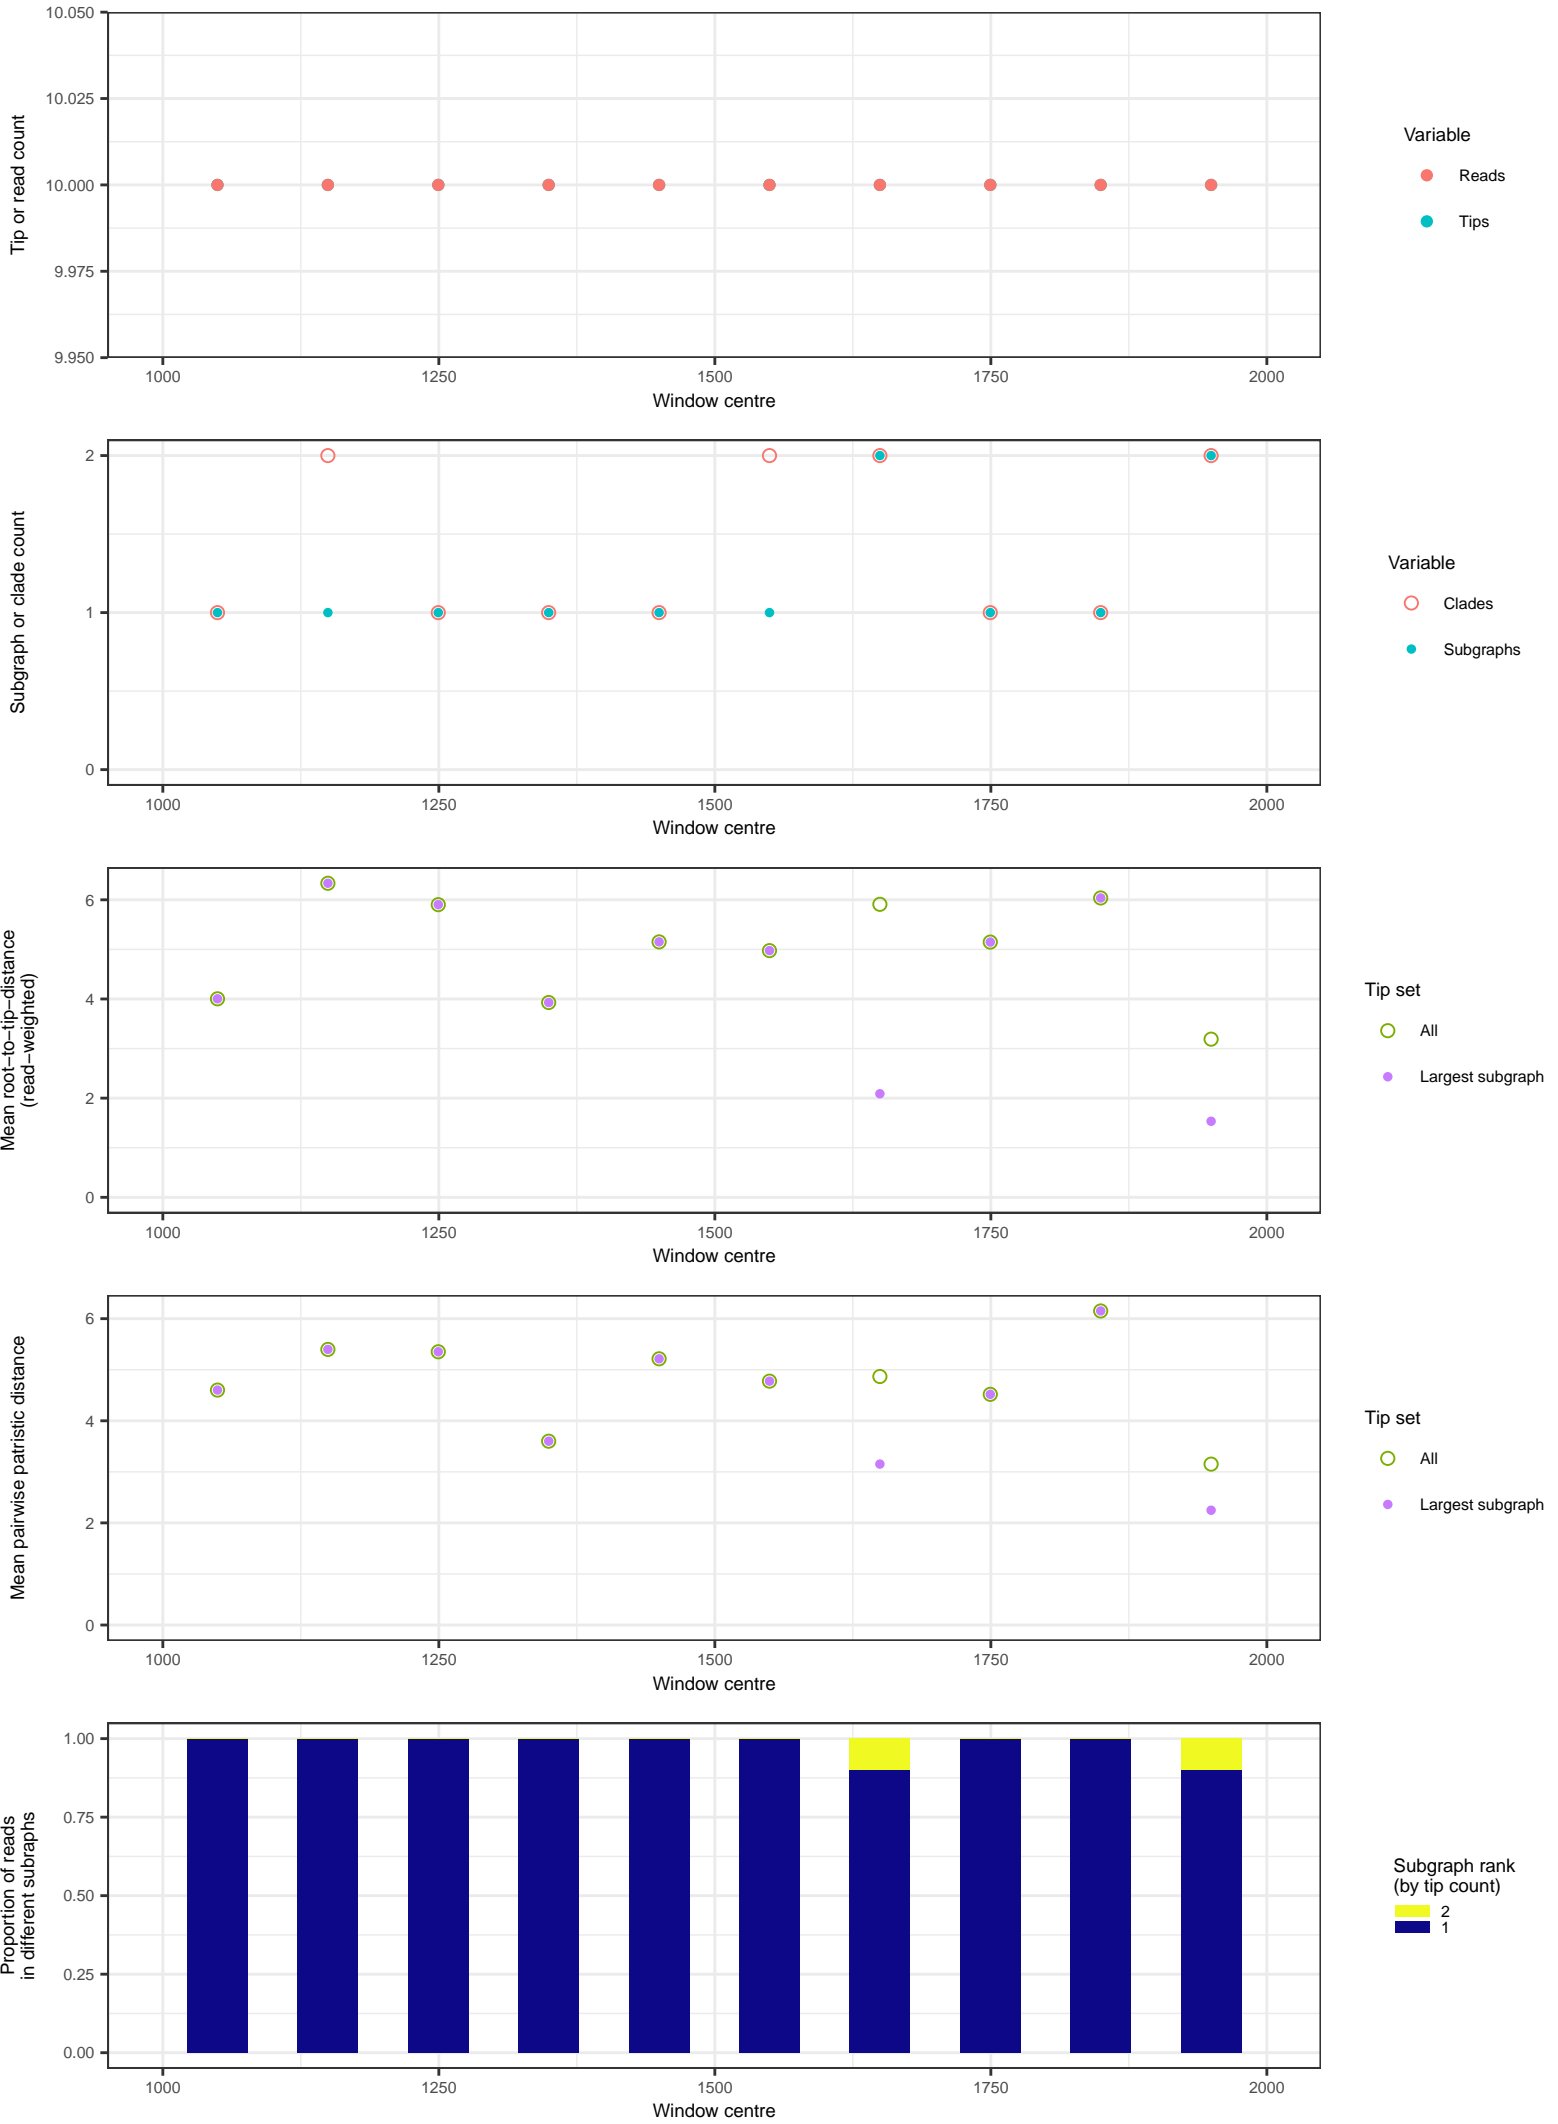 10.050
10.025
10.000
9.975
9.950
Tip or read count
1000 1250 1500 1750 2000
Window centre
Variable
Reads
Tips
2
1
0
Subgraph or clade count
1000 1250 1500 1750 2000
Window centre
Variable
Clades
Subgraphs
6
4
2
0
Mean root−to−tip−distance
(read−weighted)
1000 1250 1500 1750 2000
Window centre
Tip set
All
Largest subgraph
6
4
2
0
Mean pairwise patristic distance
1000 1250 1500 1750 2000
Window centre
Tip set
All
Largest subgraph
1.00
0.75
0.50
0.25
0.00
Proportion of reads
in different subraphs
1000 1250 1500 1750 2000
Window centre
Subgraph rank
(by tip count)
2
1